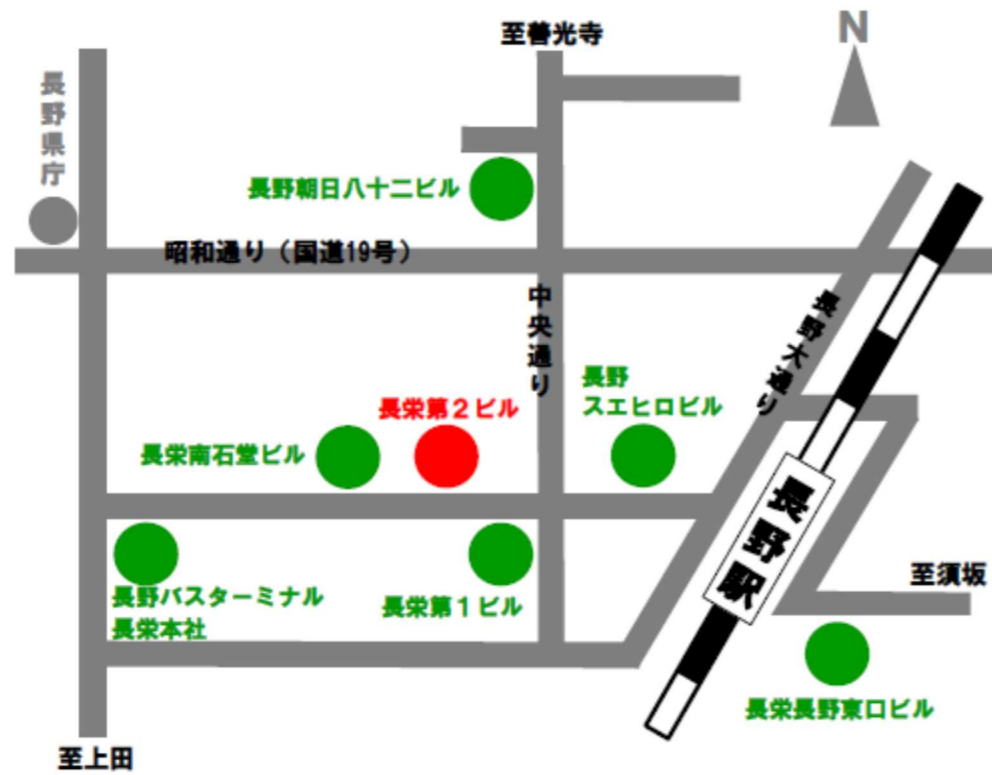 至善光寺
N
長野県庁
長野朝日八十二ビル
昭和通り（国道19号）
中央通り
長野大通り
長野
スエヒロビル
長栄第２ビル
長栄南石堂ビル
長野駅
至須坂
長野バスターミナル
長栄本社
長栄第１ビル
長栄長野東口ビル
至上田